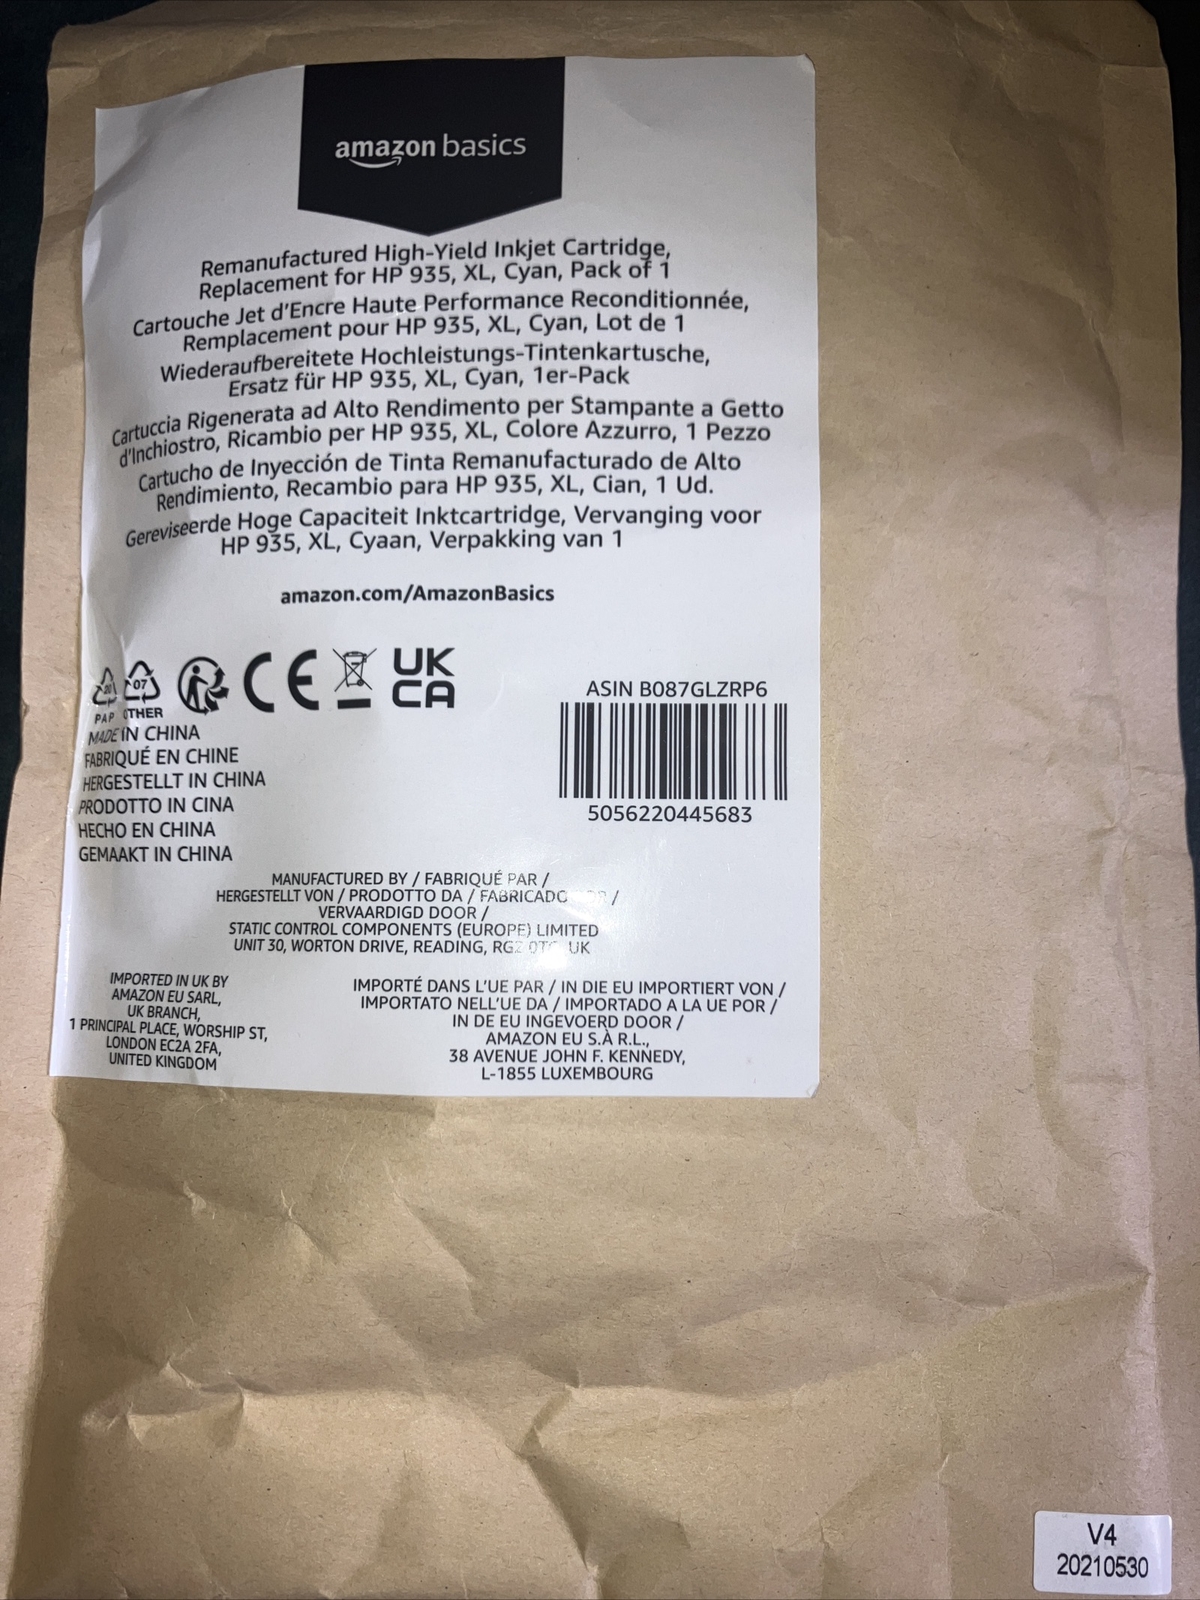 amazon basics
Remanufactured High-Yield Inkjet Cartridge,
Replacement for HP 935, XL, Cyan, Pack of 1
Cartouche Jet d'Encre Haute Performance Reconditionnée,
Remplacement pour HP 935, XL, Cyan, Lot de 1
Wiederaufbereitete Hochleistungs-Tintenkartusche,
Ersatz für HP 935, XL, Cyan, 1er-Pack
Cartuccia Rigenerata ad Alto Rendimento per Stampante a Getto
d'Inchiostro, Ricambio per HP 935, XL, Colore Azzurro, 1 Pezzo
Cartucho de Inyección de Tinta Remanufacturado de Alto
Rendimiento, Recambio para HP 935, XL, Cian, 1 Ud.
Gereviseerde Hoge Capaciteit Inktcartridge, Vervanging voor
HP 935, XL, Cyaan, Verpakking van 1
amazon.com/AmazonBasics
07
PAP OTHER
CE
UK
CA
MADE IN CHINA
FABRIQUÉ EN CHINE
HERGESTELLT IN CHINA
PRODOTTO IN CINA
HECHO EN CHINA
GEMAAKT IN CHINA
ASIN B087GLZRP6
5056220445683
MANUFACTURED BY / FABRIQUÉ PAR /
HERGESTELLT VON / PRODOTTO DA / FABRICADO /
VERVAARDIGD DOOR /
STATIC CONTROL COMPONENTS (EUROPE) LIMITED
UNIT 30, WORTON DRIVE, READING, UK
IMPORTED IN UK BY
AMAZON EU SARL,
UK BRANCH,
1 PRINCIPAL PLACE, WORSHIP ST,
LONDON EC2A 2FA,
UNITED KINGDOM
IMPORTÉ DANS L'UE PAR / IN DIE EU IMPORTIERT VON /
IMPORTATO NELL'UE DA / IMPORTADO A LA UE POR /
IN DE EU INGEVOERD DOOR /
AMAZON EU S.À R.L.,
38 AVENUE JOHN F. KENNEDY,
L-1855 LUXEMBOURG
V4
20210530